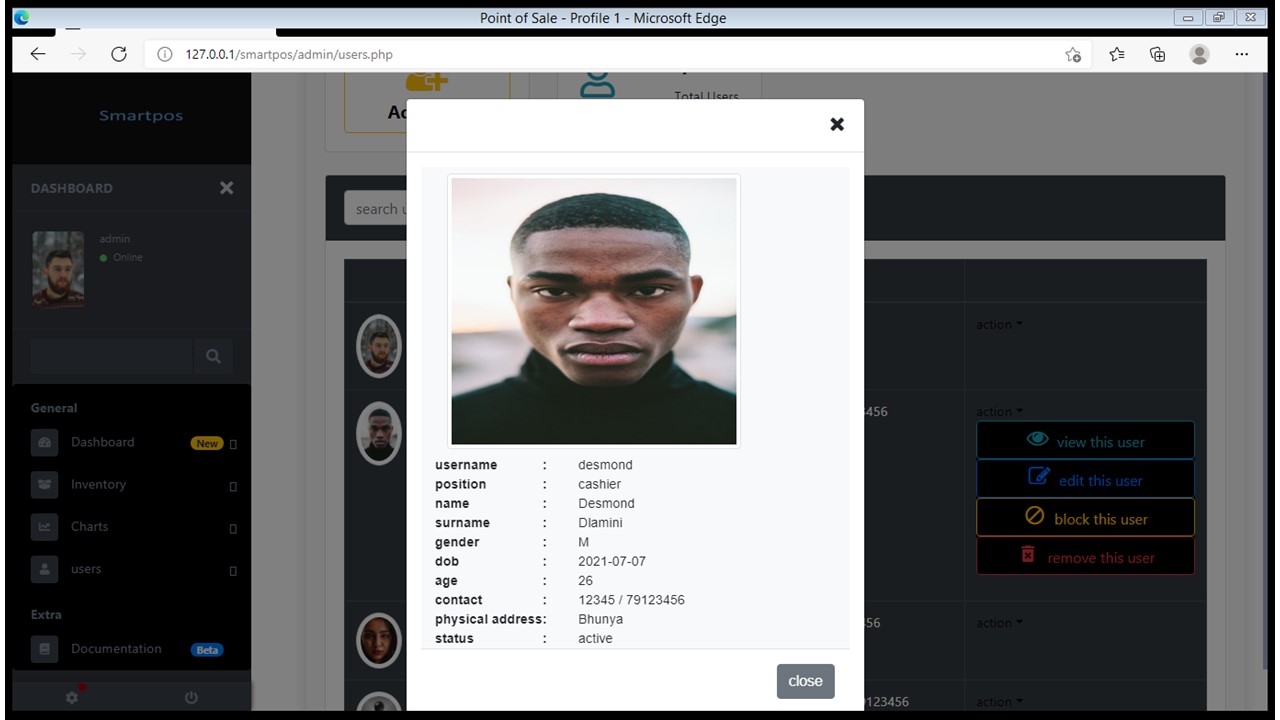 Point of Sale - Profile 1 - Microsoft Edge
127.0.0.1/smartpos/admin/users.php
Smartpos
Total Users
DASHBOARD
search u
admin
Online
action
action
456
view this user
edit this user
block this user
remove this user
General
Dashboard New
Inventory
Charts
users
Extra
Documentation Beta
username : desmond
position : cashier
name : Desmond
surname : Dlamini
gender : M
dob : 2021-07-07
age : 26
contact : 12345 / 79123456
physical address: Bhunya
status : active
56
action
close
123456
action